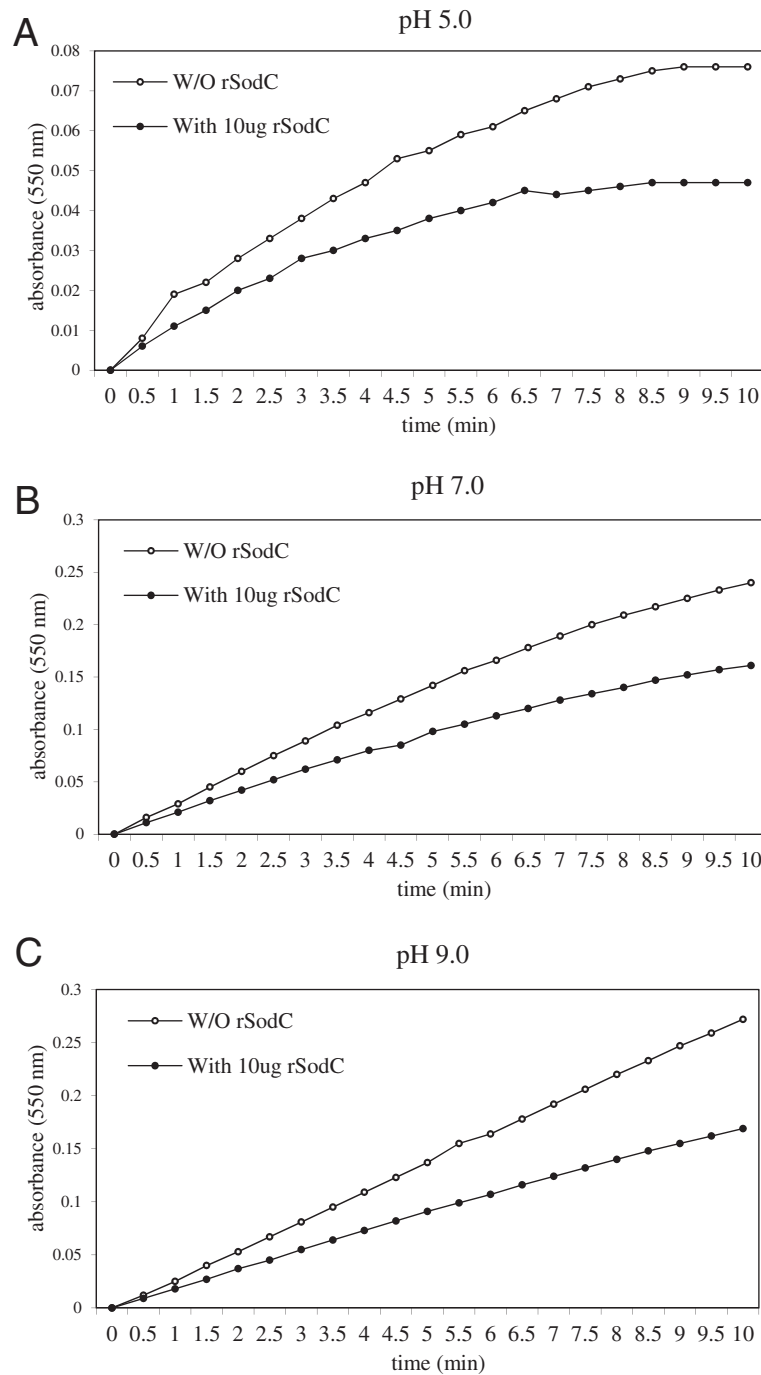 A
pH 5.0
0.08
0.07
0.06
0.05
0.04
0.03
0.02
0.01
0
absorbance (550 nm)
W/O rSodC
With 10ug rSodC
0 0.5 1 1.5 2 2.5 3 3.5 4 4.5 5 5.5 6 6.5 7 7.5 8 8.5 9 9.5 10
time (min)
B
pH 7.0
0.3
0.25
0.2
0.15
0.1
0.05
0
absorbance (550 nm)
W/O rSodC
With 10ug rSodC
0 0.5 1 1.5 2 2.5 3 3.5 4 4.5 5 5.5 6 6.5 7 7.5 8 8.5 9 9.5 10
time (min)
C
pH 9.0
0.3
0.25
0.2
0.15
0.1
0.05
0
absorbance (550 nm)
W/O rSodC
With 10ug rSodC
0 0.5 1 1.5 2 2.5 3 3.5 4 4.5 5 5.5 6 6.5 7 7.5 8 8.5 9 9.5 10
time (min)